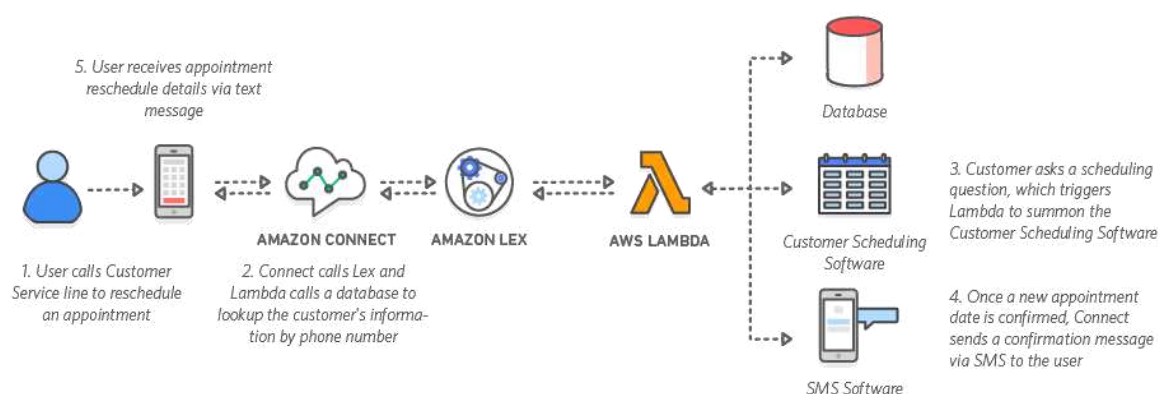 5. User receives appointment
reschedule details via text
message
Database
AMAZON CONNECT
AMAZON LEX
AWS LAMBDA
Customer Scheduling
Software
3. Customer asks a scheduling
question, which triggers
Lambda to summon the
Customer Scheduling Software
1. User calls Customer
Service line to reschedule
an appointment
2. Connect calls Lex and
Lambda calls a database to
lookup the customer's informa-
tion by phone number
4. Once a new appointment
date is confirmed, Connect
sends a confirmation message
via SMS to the user
SMS Software